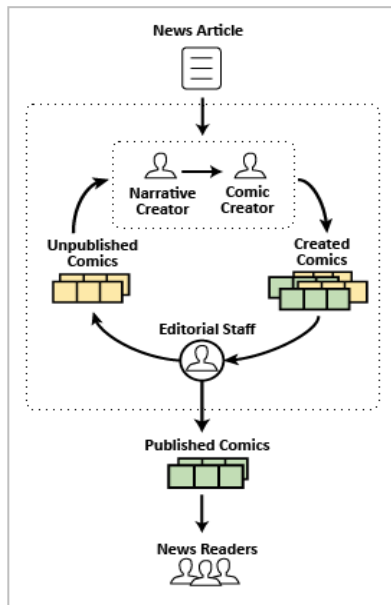 News Article
Narrative
Creator
Comic
Creator
Unpublished
Comics
Created
Comics
Editorial Staff
Published Comics
News Readers